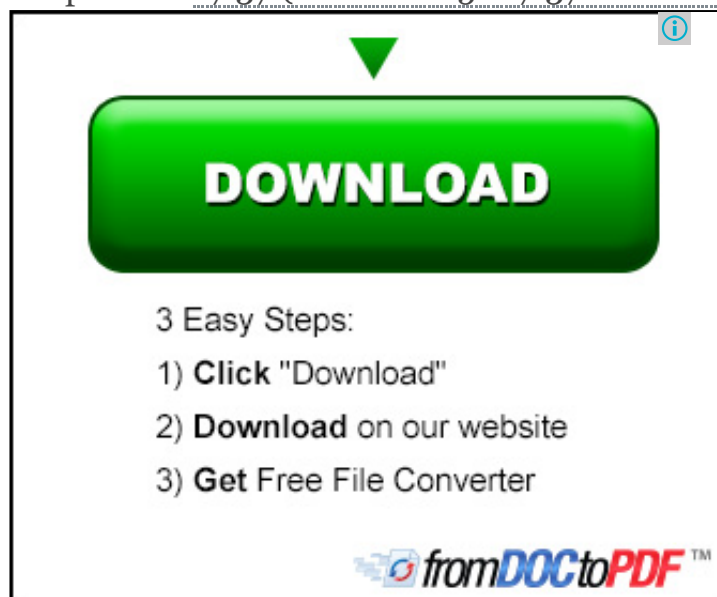 DOWNLOAD
3 Easy Steps:
1) Click "Download"
2) Download on our website
3) Get Free File Converter
fromDOCtoPDF™